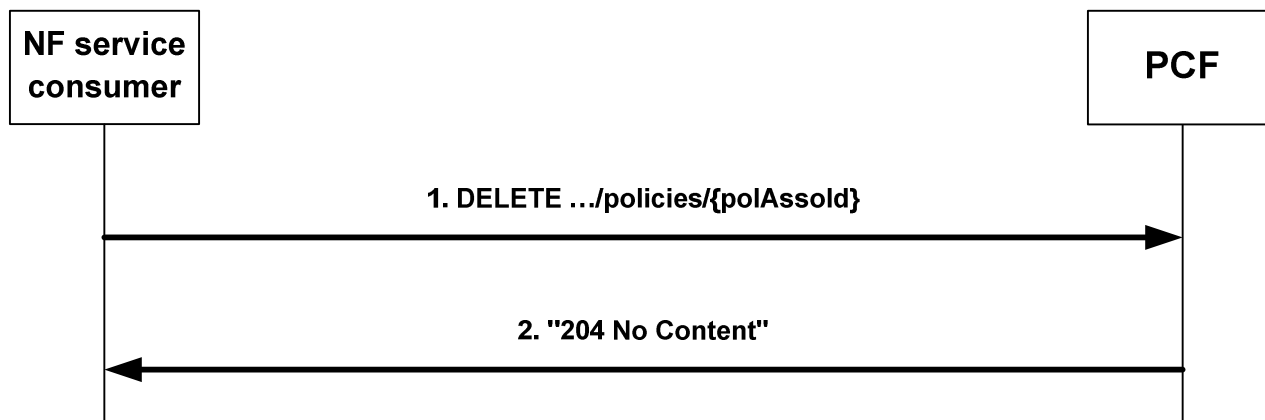 NF service
consumer
PCF
1. DELETE …/policies/{polAssoId}
2. "204 No Content"